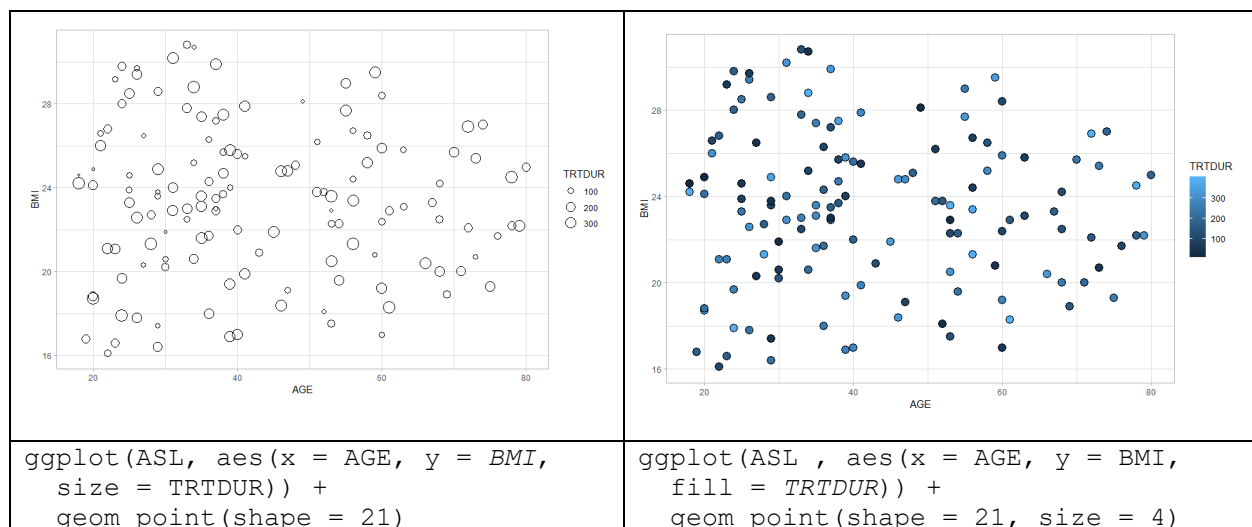 BMI
28
24
20
16
20
40
60
80
AGE
TRTDUR
100
200
300
BMI
28
24
20
16
20
40
60
80
AGE
TRTDUR
300
200
100
ggplot(ASL, aes(x = AGE, y = BMI,
size = TRTDUR)) +
geom_point(shape = 21)
ggplot(ASL , aes(x = AGE, y = BMI,
fill = TRTDUR)) +
geom_point(shape = 21, size = 4)